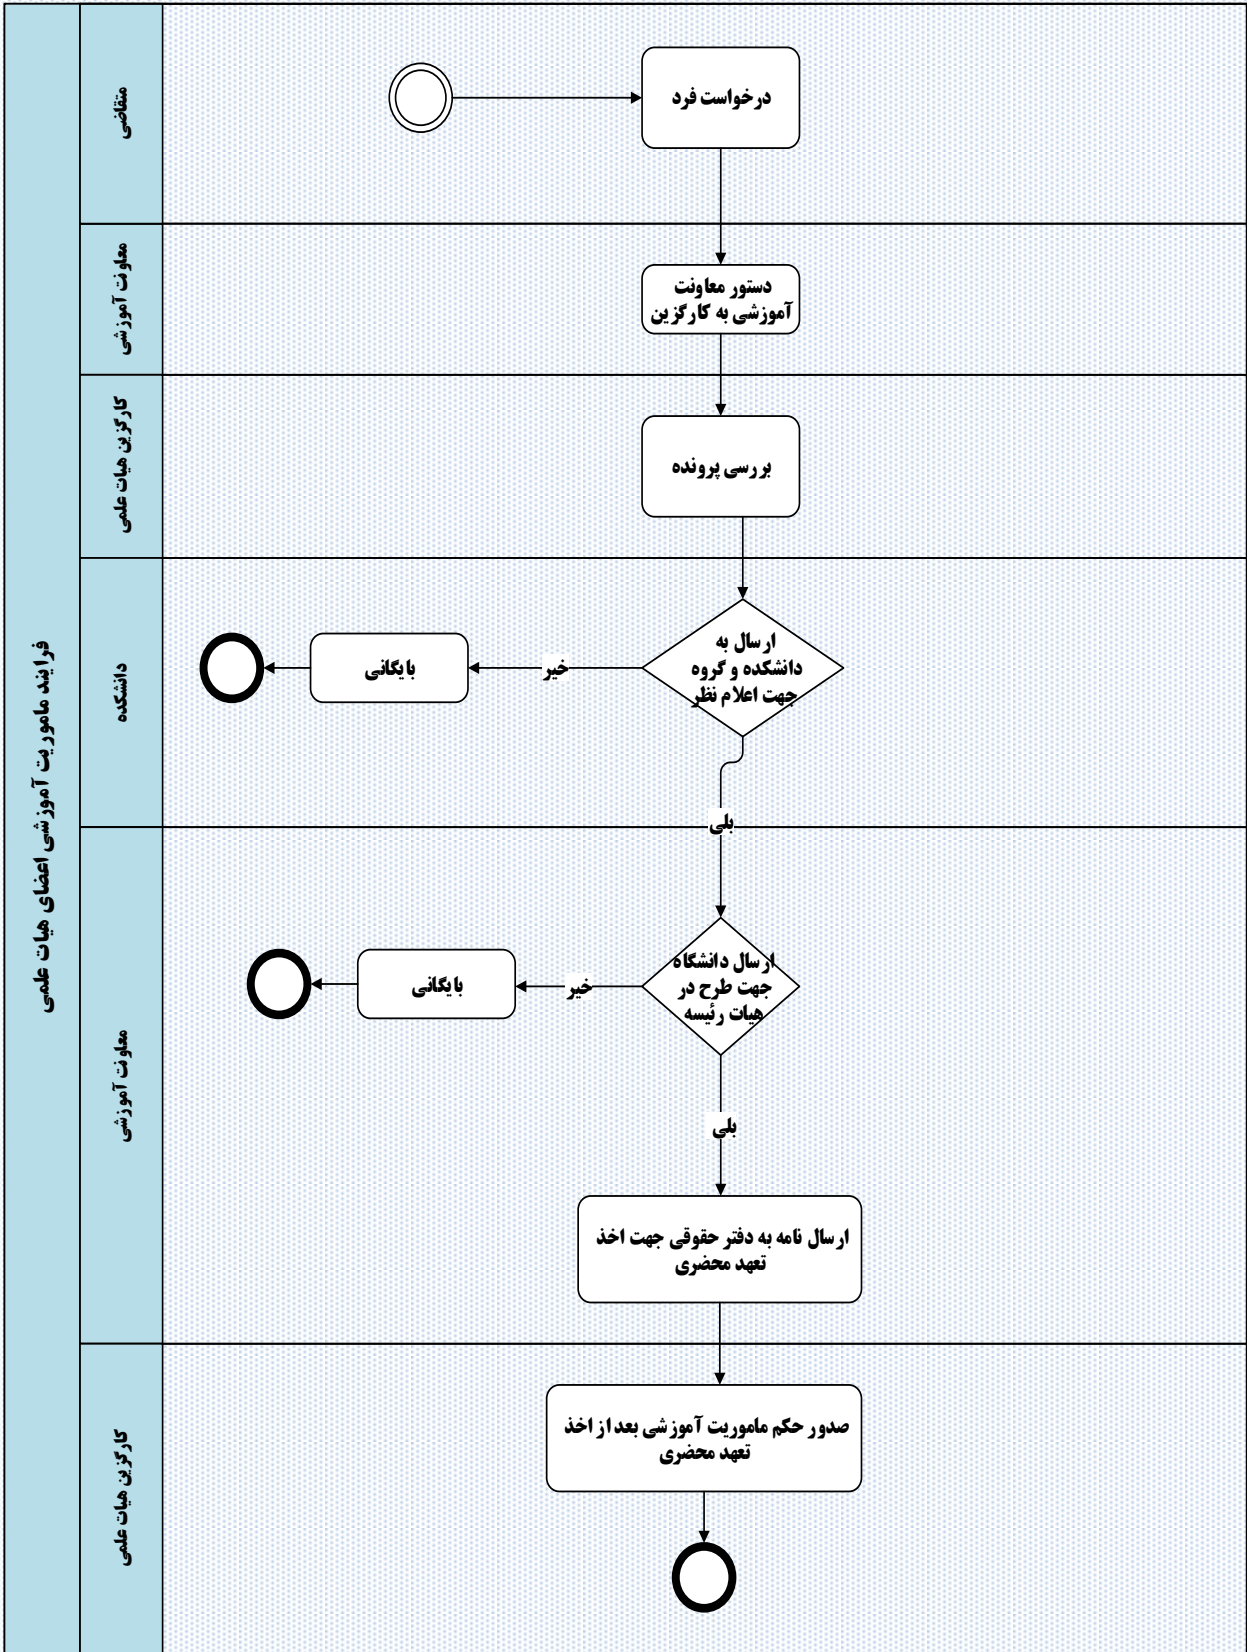 فرایند ماموریت آموزشی اعضای هیات علمی
متقاضی
درخواست فرد
معاونت آموزشی
دستور معاونت
آموزشی به کارگزین
کارگزین هیات علمی
بررسی پرونده
دانشکده
ارسال به
دانشکده و گروه
جهت اعلام نظر
خیر
بایگانی
بلی
معاونت آموزشی
ارسال دانشگاه
جهت طرح در
هیات رئیسه
خیر
بایگانی
بلی
ارسال نامه به دفتر حقوقی جهت اخذ
تعهد محضری
کارگزین هیات علمی
صدور حکم ماموریت آموزشی بعد از اخذ
تعهد محضری